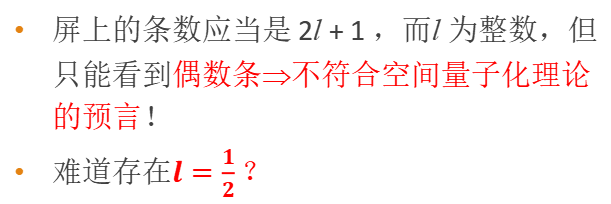 • 屏上的条数应当是 2l + 1 ，而l 为整数，但
只能看到偶数条⇒不符合空间量子化理论
的预言！
• 难道存在l = 1/2 ？